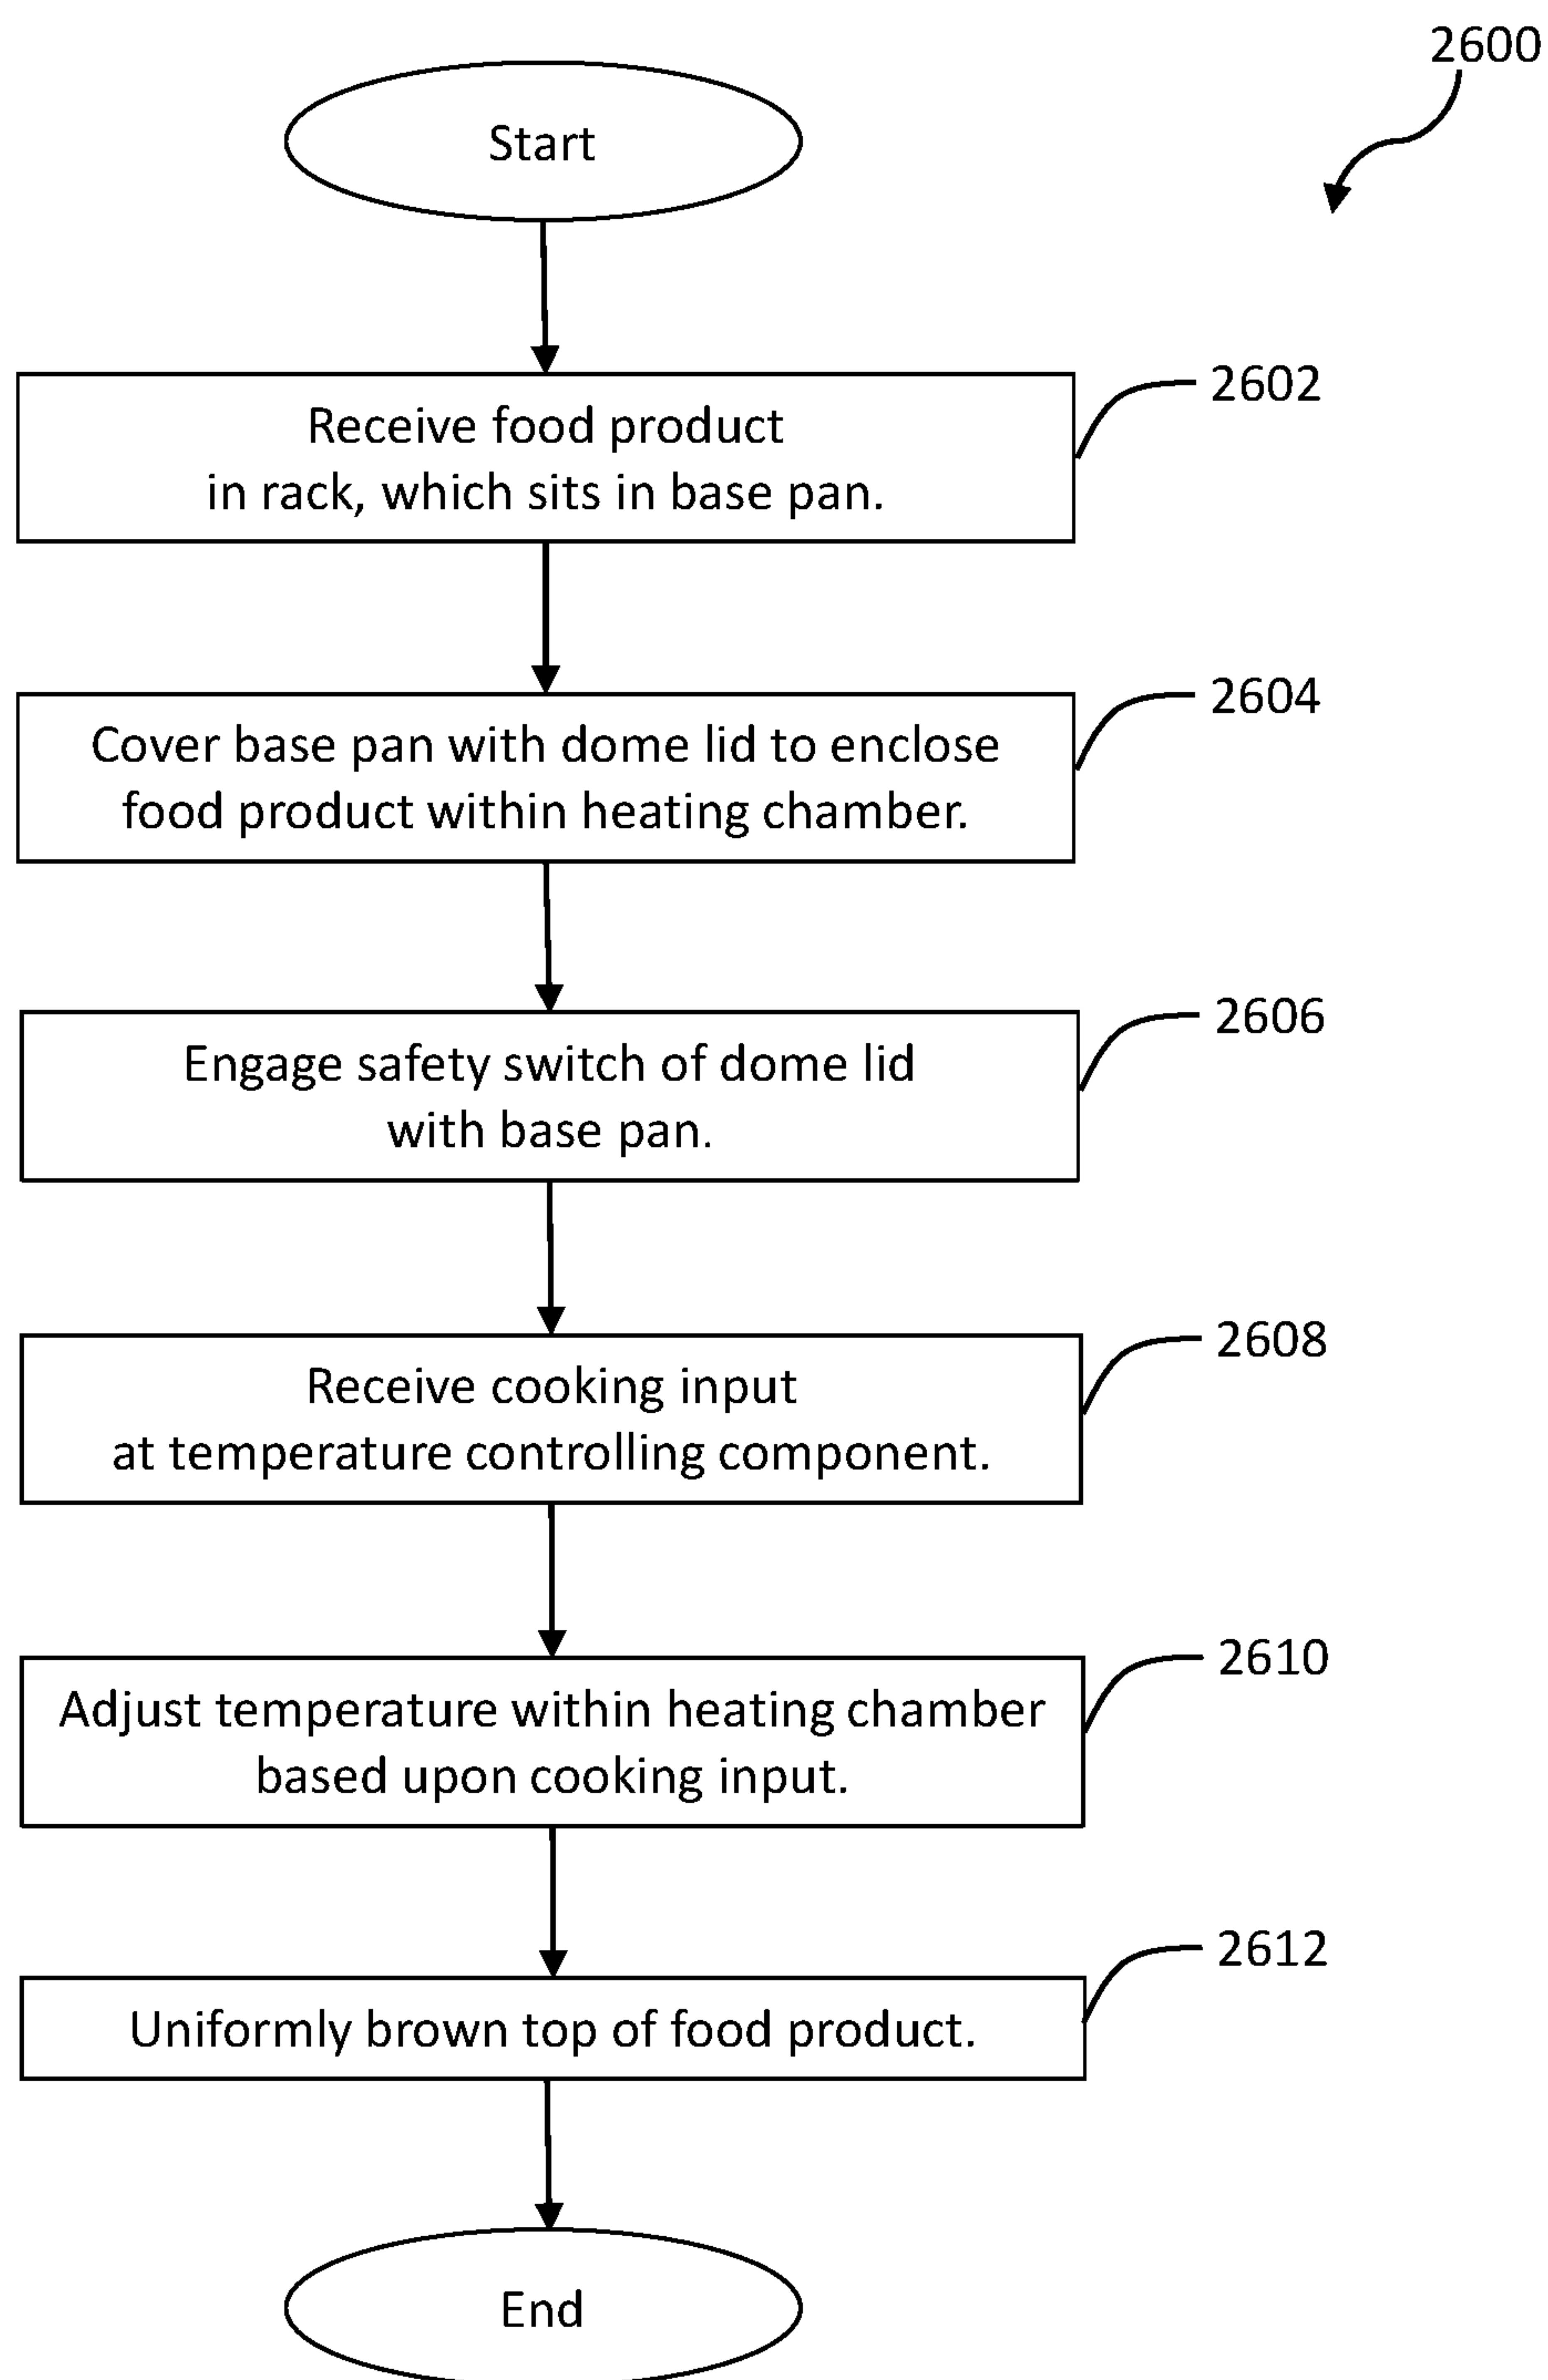 2600
Start
Receive food product
in rack, which sits in base pan.
2602
Cover base pan with dome lid to enclose
food product within heating chamber.
2604
Engage safety switch of dome lid
with base pan.
2606
Receive cooking input
at temperature controlling component.
2608
Adjust temperature within heating chamber
based upon cooking input.
2610
Uniformly brown top of food product.
2612
End